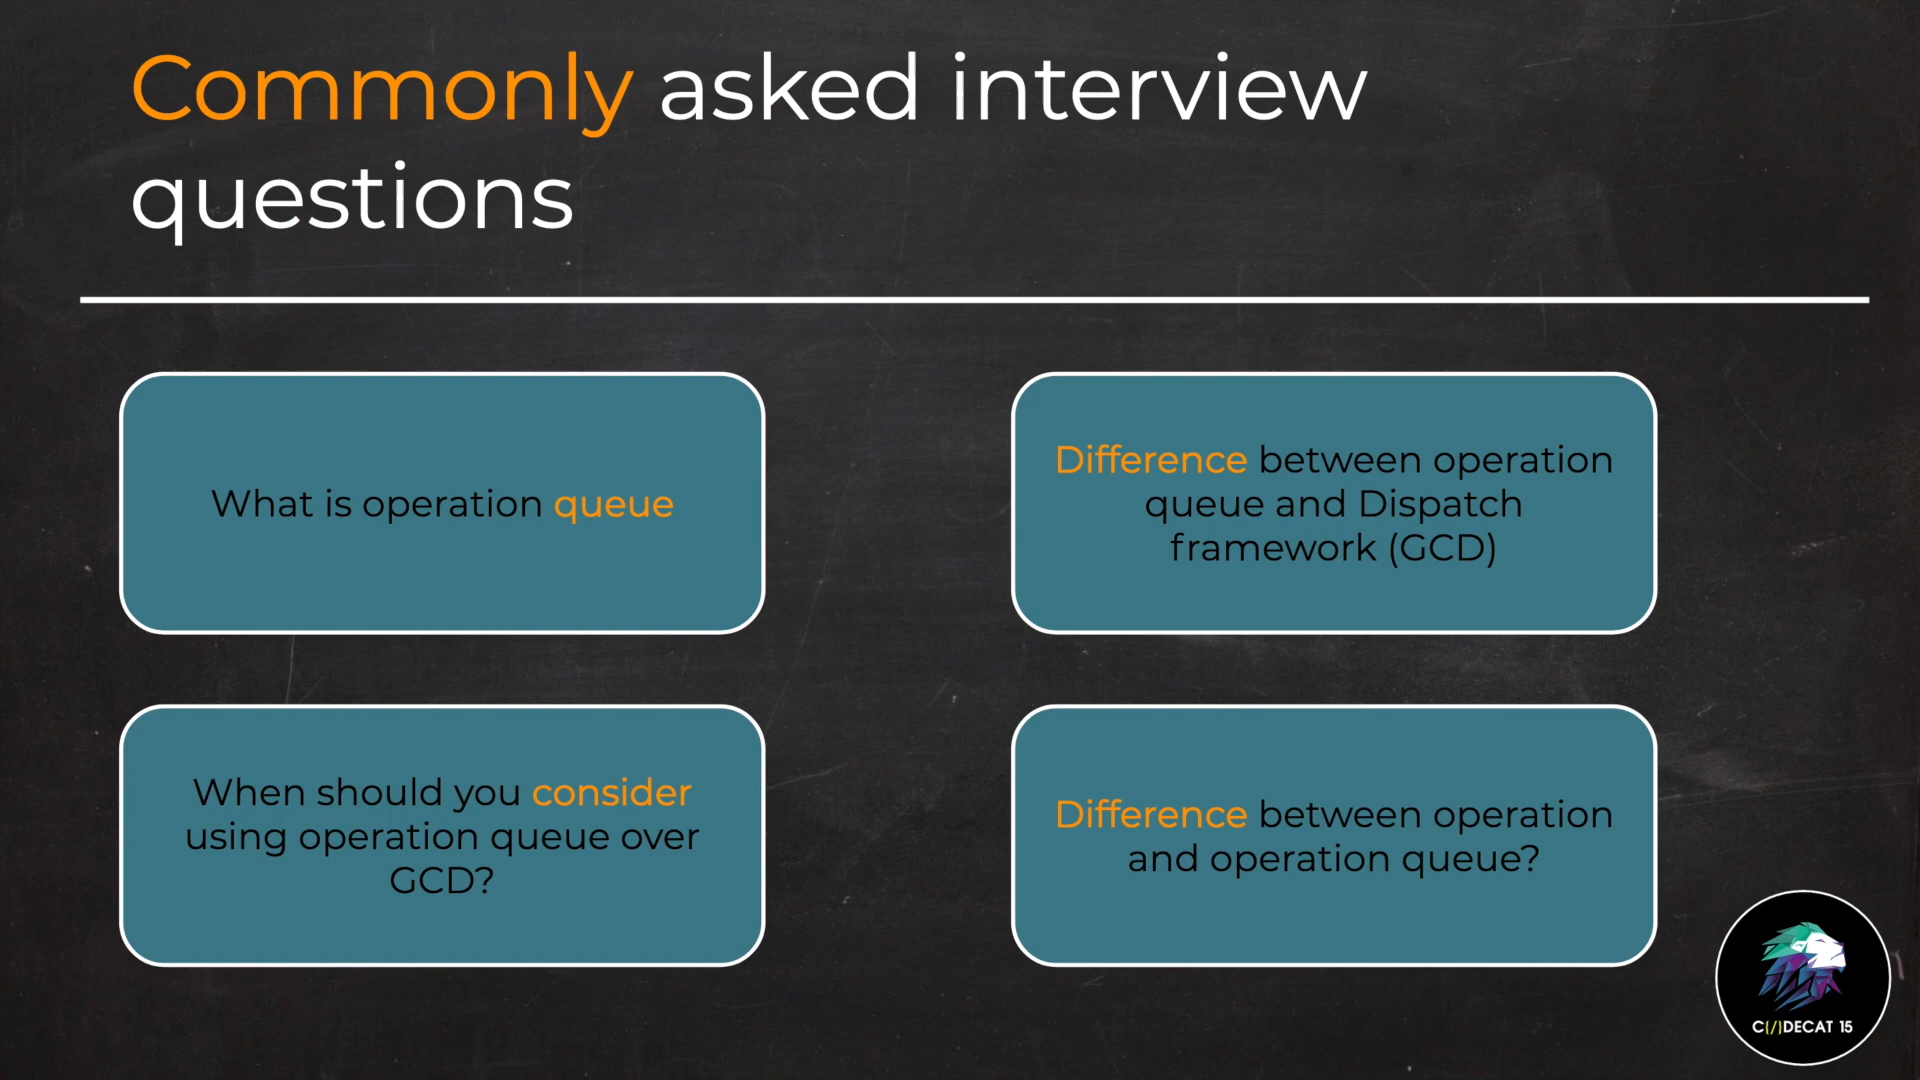 Commonly asked interview
questions
What is operation queue
Difference between operation
queue and Dispatch
framework (GCD)
When should you consider
using operation queue over
GCD?
Difference between operation
and operation queue?
C{/}DECAT 15